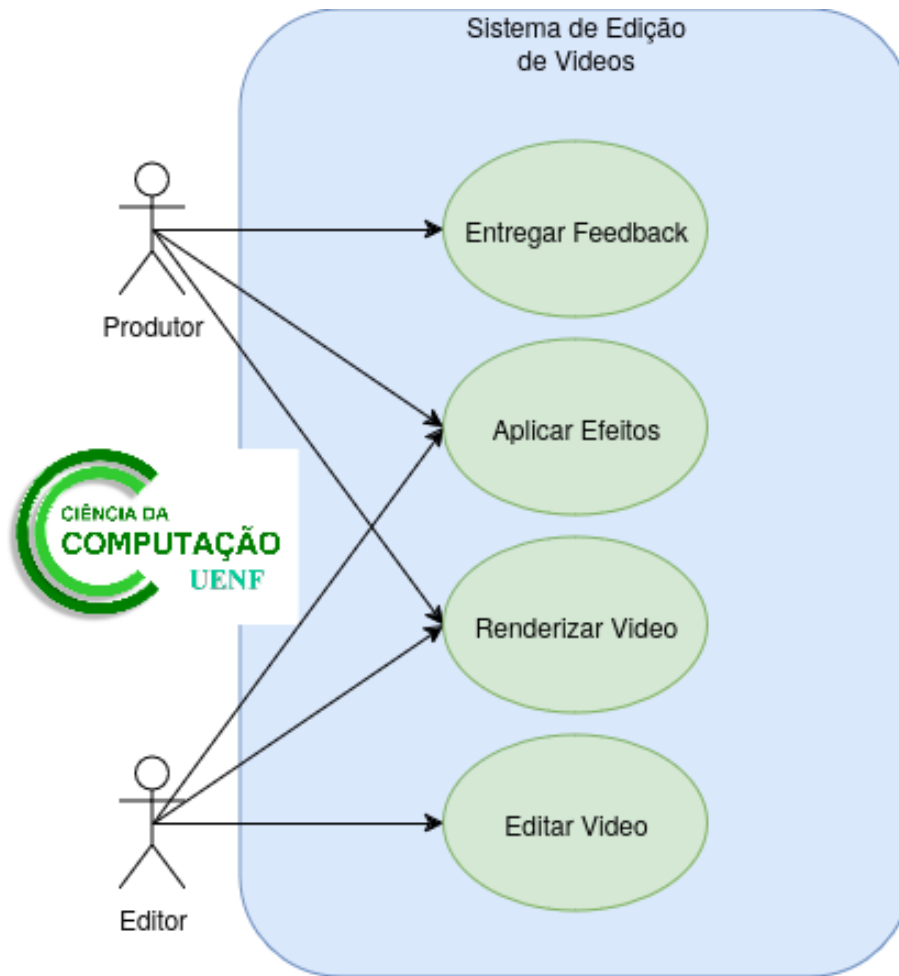 Sistema de Edição
de Videos
Entregar Feedback
Produtor
Aplicar Efeitos
CIÊNCIA DA
COMPUTAÇÃO
UENF
Renderizar Video
Editar Video
Editor